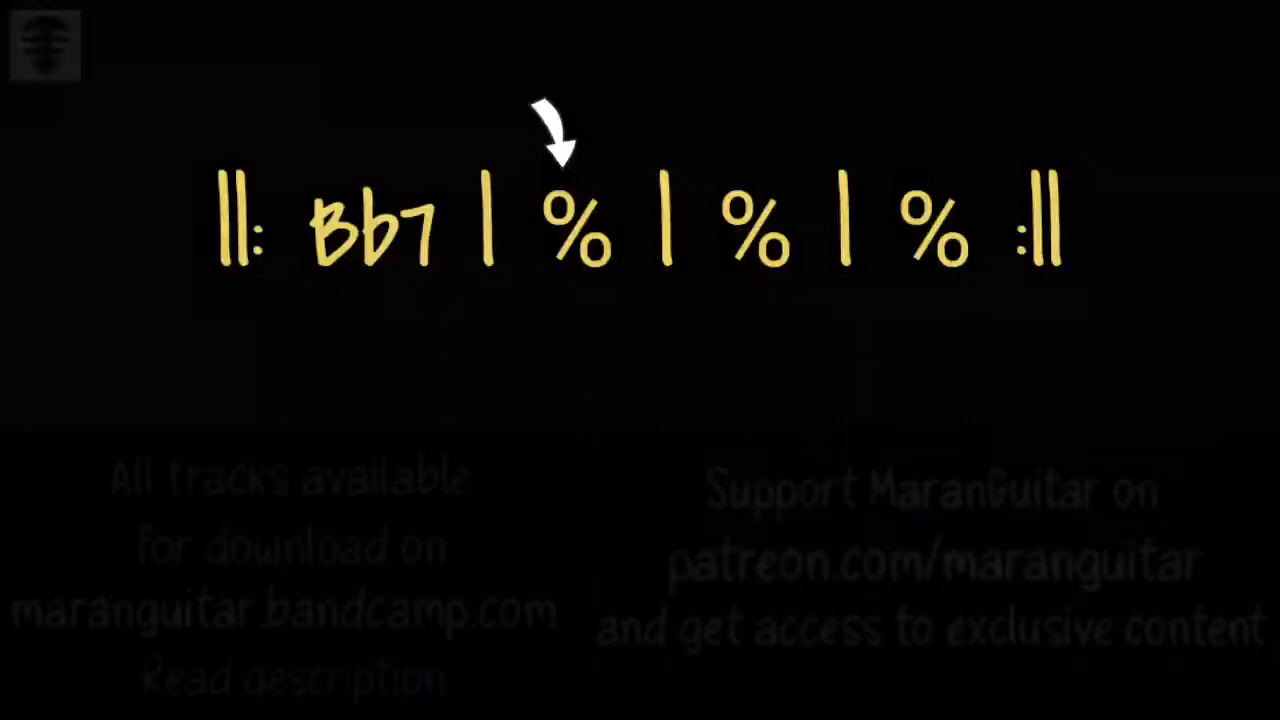 ||: Bb7 | % | % | % :||
All tracks available
for download on
maranguitar.bandcamp.com
Read description
Support MaranGuitar on
patreon.com/maranguitar
and get access to exclusive content